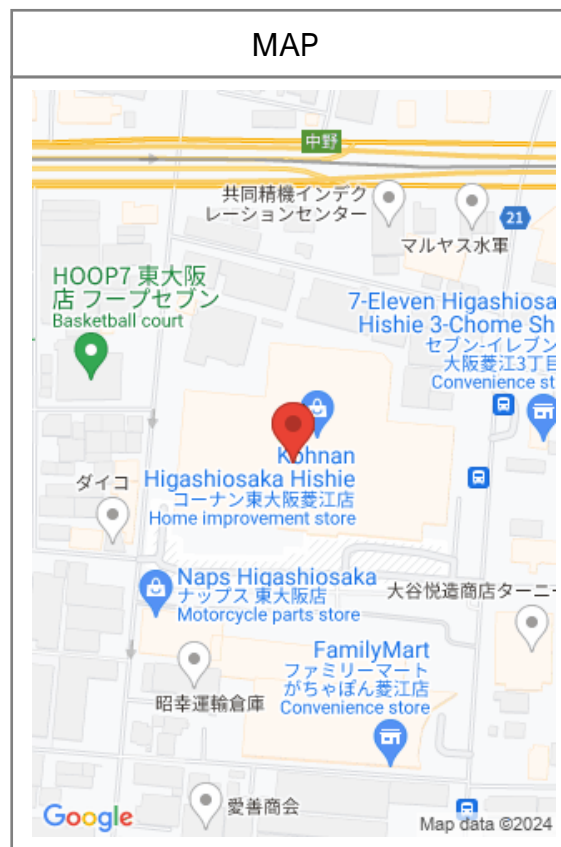 MAP
中野
共同精機インデク
レーションセンター
21
マルヤス水軍
HOOP7 東大阪
店 フープセブン
Basketball court
7-Eleven Higashiosa
Hishie 3-Chome Sh
セブン-イレブン
大阪菱江3丁目
Convenience st
Kohnan
Higashiosaka Hishie
コーナン東大阪菱江店
Home improvement store
ダイコ
Naps Higashiosaka
ナップス 東大阪店
Motorcycle parts store
大谷悦造商店ターニー
FamilyMart
ファミリーマート
がちゃぽん菱江店
Convenience store
昭幸運輸倉庫
愛善商会
Google
Map data ©2024